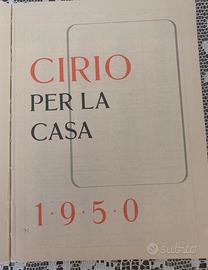 CIRIO
PER LA
CASA
1·9·5·0
subito